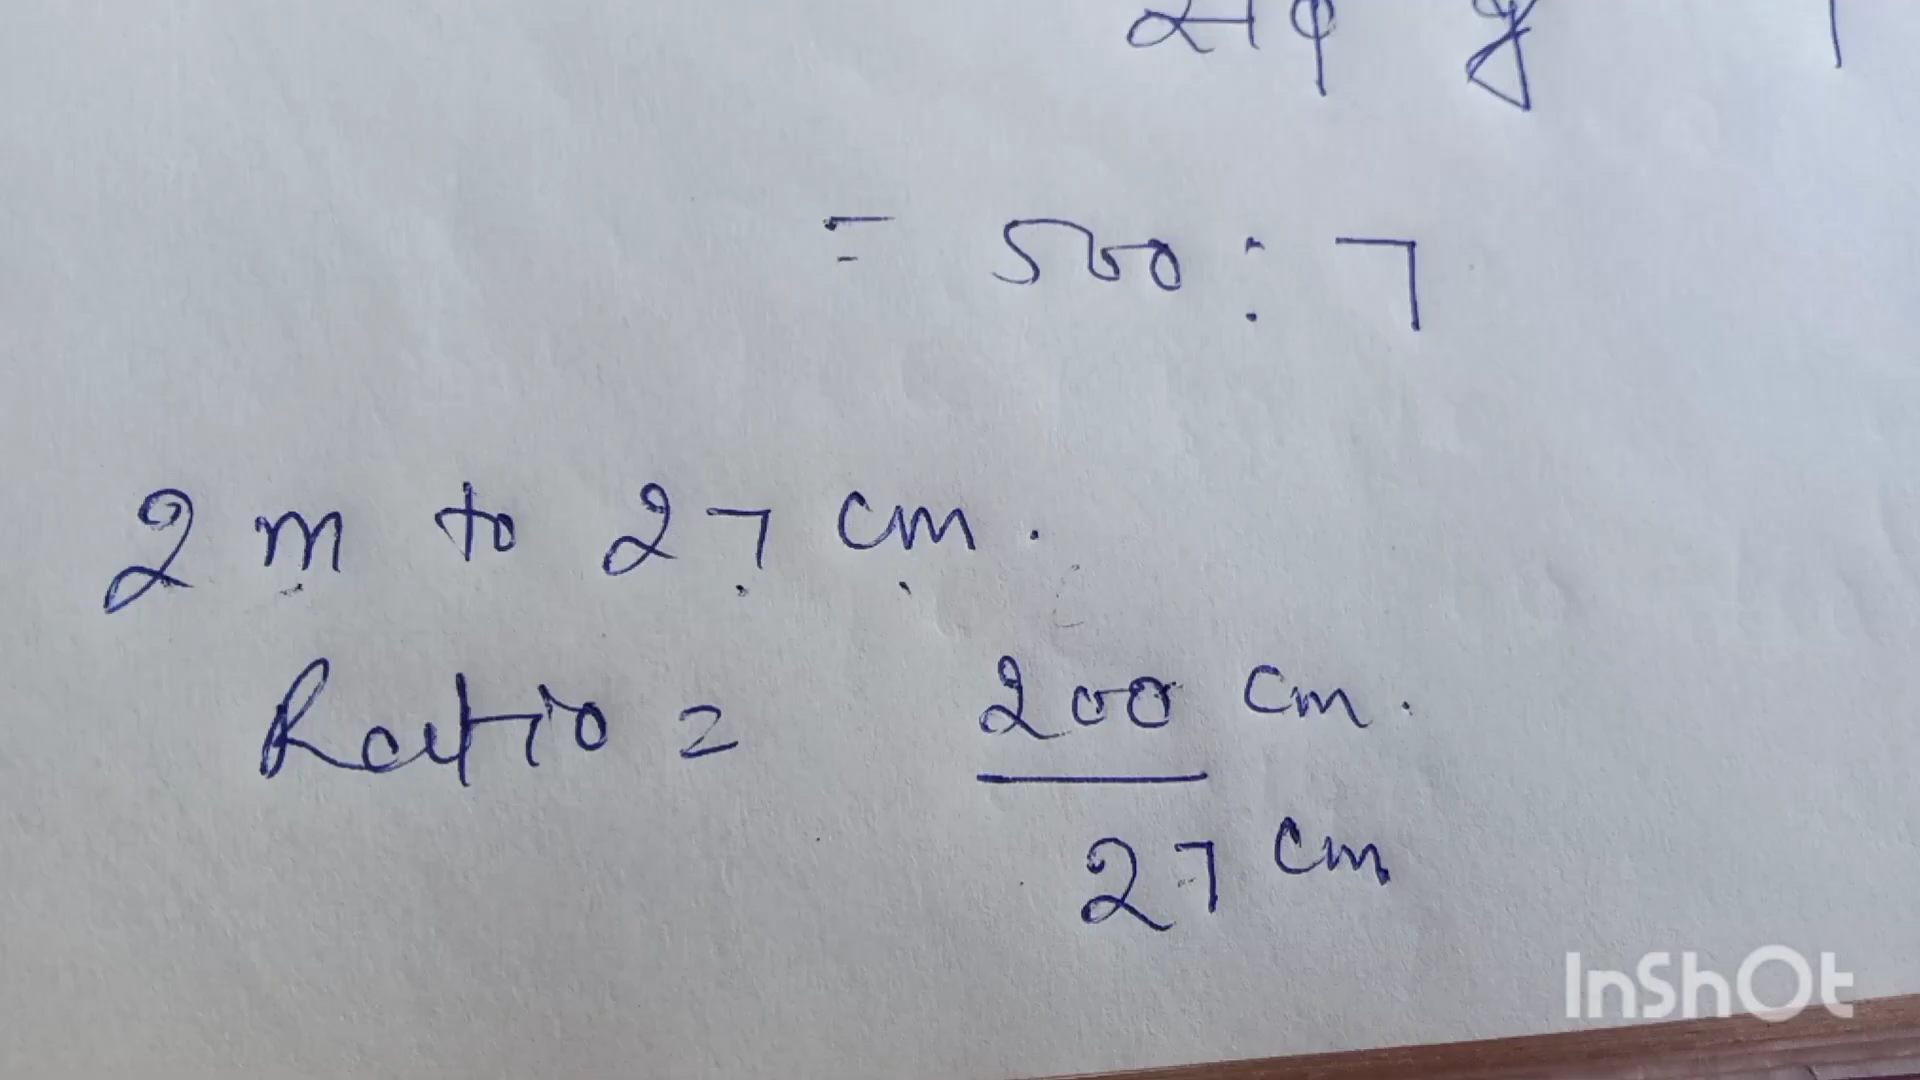 = 500 : 7
2 m to 27 cm.
Ratio = 200 cm.
27 cm
InShOt